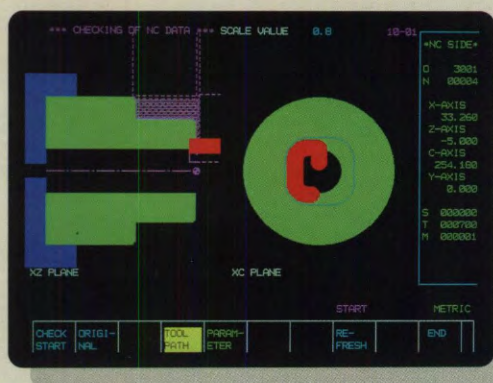 *** CHECKING OF NC DATA *** SCALE VALUE 0.8 10-01
*NC SIDE*
O 3001
N 00004
X-AXIS
33.260
Z-AXIS
-5.000
C-AXIS
254.180
Y-AXIS
0.000
S 000000
T 000700
M 000001
XZ PLANE XC PLANE
START METRIC
CHECK START
ORIGI-NAL
TOOL PATH
PARAM-ETER
RE-FRESH
END